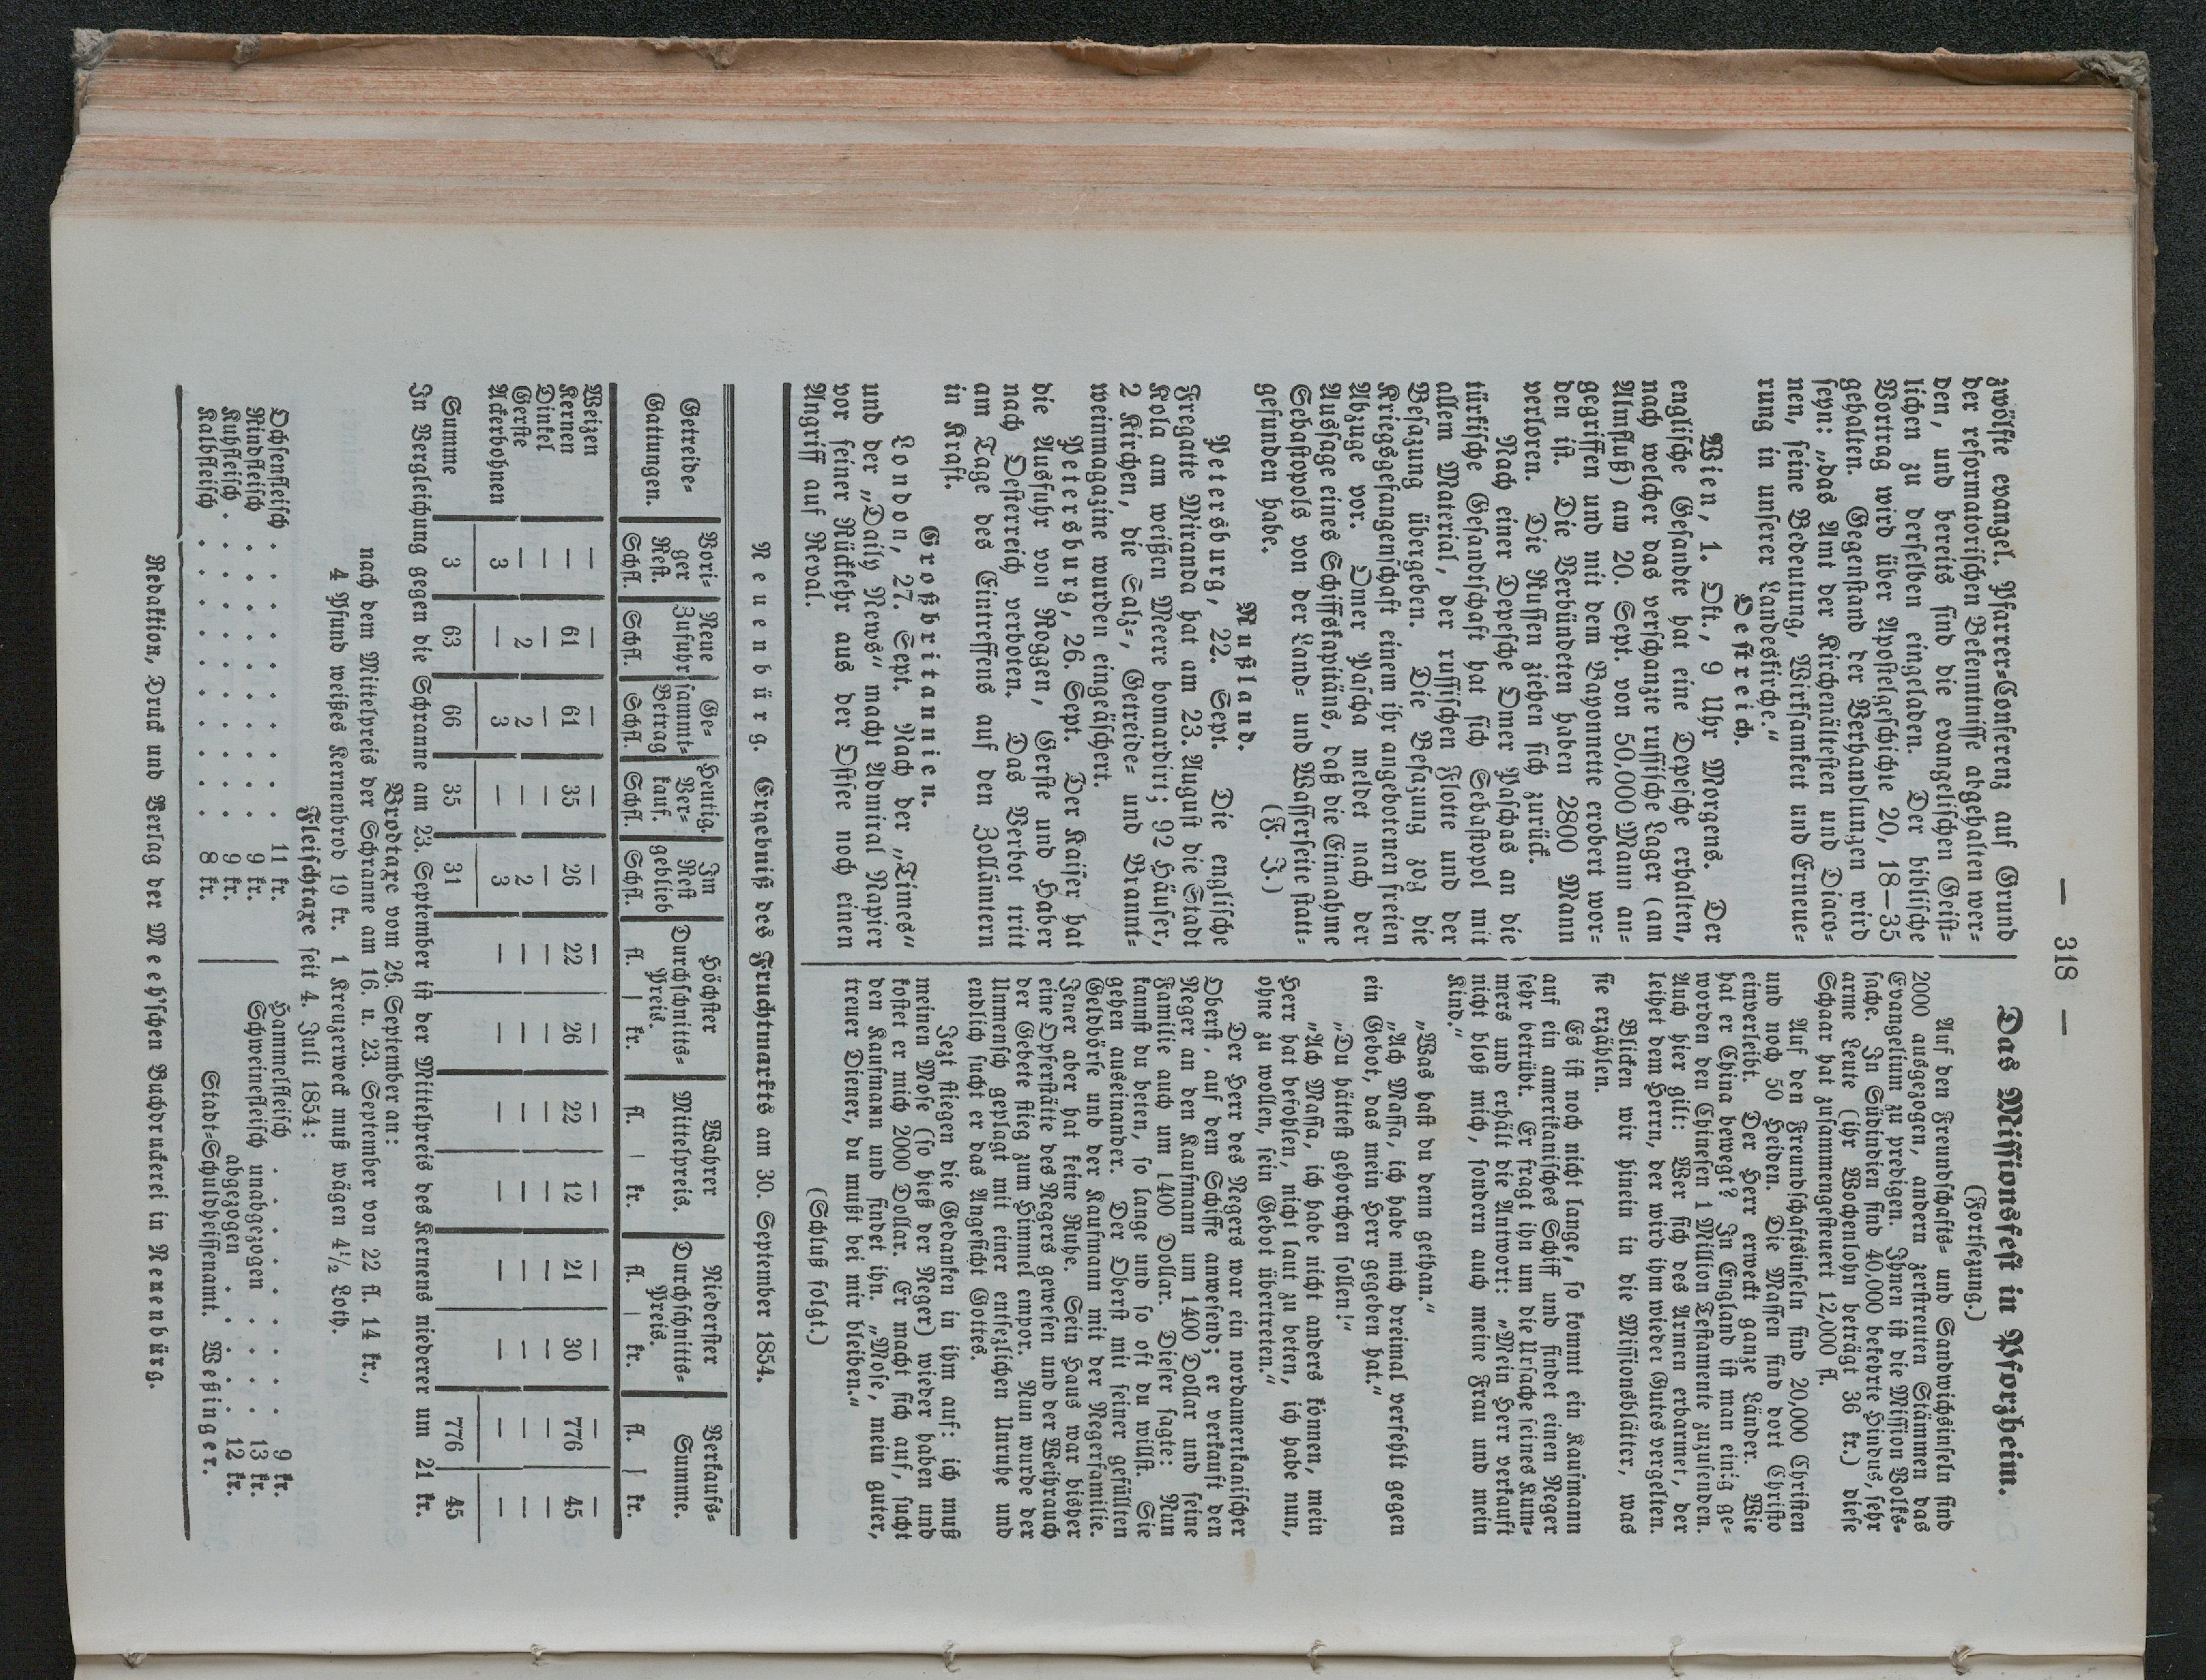 — 318 —
zwölfte evangel. Pfarrer-Conferenz auf Grund
der reformatorischen Bekenntnisse abgehalten wer-
den, und bereits sind die evangelischen Geist-
lichen zu derselben eingeladen. Der biblische
Vortrag wird über Apostelgeschichte 20, 18—35
gehalten. Gegenstand der Verhandlungen wird
seyn: „das Amt der Kirchenältesten und Diaco-
nen, seine Bedeutung, Wirksamkeit und Erneue-
rung in unserer Landeskirche."
Oestreich.
Wien, 1. Okt., 9 Uhr Morgens. Der
englische Gesandte hat eine Depesche erhalten,
nach welcher das verschanzte russische Lager (am
Almfluß) am 20. Sept. von 50,000 Mann an-
gegriffen und mit dem Bayonnette erobert wor-
den ist. Die Verbündeten haben 2800 Mann
verloren. Die Russen ziehen sich zurück.
Nach einer Depesche Omer Paschas an die
türkische Gesandtschaft hat sich Sebastopol mit
allem Material, der russischen Flotte und der
Besazung übergeben. Die Besazung zog die
Kriegsgefangenschaft einem ihr angebotenen freien
Abzuge vor. Omer Pascha meldet nach der
Aussage eines Schiffskapitäns, daß die Einnahme
Sebastopols von der Land- und Wasserseite statt-
gefunden habe. (F. J.)
Rußland.
Petersburg, 22. Sept. Die englische
Fregatte Miranda hat am 23. August die Stadt
Kola am weißen Meere bomardirt; 92 Häuser,
2 Kirchen, die Salz-, Getreide- und Brannt-
weinmagazine wurden eingeäschert.
Petersburg, 26. Sept. Der Kaiser hat
die Ausfuhr von Roggen, Gerste und Haber
nach Oesterreich verboten. Das Verbot tritt
am Tage des Eintreffens auf den Zollämtern
in Kraft.
Großbritannien.
London, 27. Sept. Nach der „Times"
und der „Daily News" macht Admiral Napier
vor seiner Rückkehr aus der Ostsee noch einen
Angriff auf Reval.
Das Missionsfest in Pforzheim.
(Fortsezung.)
Auf den Freundschafts- und Sandwichsinseln sind
2000 ausgezogen, andern zerstreuten Stämmen das
Evangelium zu predigen. Ihnen ist die Mission Volks-
sache. In Südindien sind 40,000 bekehrte Hindus, sehr
arme Leute (ihr Wochenlohn beträgt 36 kr.) diese
Schaar hat zusammengesteuert 12,000 fl.
Auf den Freundschaftsinseln sind 20,000 Christen
und noch 50 Heiden. Die Massen sind dort Christo
einverleibt. Der Herr erweckt ganze Länder. Wie
hat er China bewegt? In England ist man einig ge-
worden den Chinesen 1 Million Testamente zuzusenden.
Auch hier gilt: Wer sich des Armen erbarmet, der
leihet dem Herrn, der wird ihm wieder Gutes vergelten.
Blicken wir hinein in die Missionsblätter, was
sie erzählen.
Es ist noch nicht lange, so kommt ein Kaufmann
auf ein amerikanisches Schiff und findet einen Neger
sehr betrübt. Er fragt ihn um die Ursache seines Kum-
mers und erhält die Antwort: „Mein Herr verkauft
nicht bloß mich, sondern auch meine Frau und mein
Kind."
„Was hast du denn gethan."
„Ach Massa, ich habe mich dreimal verfehlt gegen
ein Gebot, das mein Herr gegeben hat."
„Du hättest gehorchen sollen!"
„Ach Massa, ich habe nicht anders können, mein
Herr hat befohlen, nicht laut zu beten, ich habe nun,
ohne zu wollen, sein Gebot übertreten."
Der Herr des Negers war ein nordamerikanischer
Oberst, auf dem Schiffe anwesend; er verkauft den
Neger an den Kaufmann um 1400 Dollar und seine
Familie auch um 1400 Dollar. Dieser sagte: Nun
kannst du beten, so lange und so oft du willst. Sie
gehen auseinander. Der Oberst mit seiner gefüllten
Geldbörse und der Kaufmann mit der Negerfamilie.
Jener aber hat keine Ruhe. Sein Haus war bisher
eine Opferstätte des Negers gewesen und der Weihrauch
der Gebete stieg zum Himmel empor. Nun wurde der
Unmensch geplagt mit einer entsezlichen Unruhe und
endlich sucht er das Angesicht Gottes.
Jezt stiegen die Gedanken in ihm auf: ich muß
meinen Mose (so hieß der Neger) wieder haben und
kostet er mich 2000 Dollar. Er macht sich auf, sucht
den Kaufmann und findet ihn. „Mose, mein guter,
treuer Diener, du mußt bei mir bleiben."
(Schluß folgt.)
Neuenbürg. Ergebniß des Fruchtmarkts am 30. September 1854.
Getreide-Gattungen. | Vori-ger Rest. Schfl. | Neue Zufuhr Schfl. | Ge-sammt-Betrag Schfl. | Heutig. Ver-kauf. Schfl. | Im Rest geblieb Schfl. | Höchster Durchschnitts-Preis. fl. | kr. | Wahrer Mittelpreis. fl. | kr. | Niederster Durchschnitts-Preis. fl. | kr. | Verkaufs-Summe. fl. | kr.
Weizen — — — — — — — — — — — — —
Kernen — 61 61 35 26 22 26 22 12 21 30 776 45
Dinkel — — — — — — — — — — — — —
Gerste — 2 2 — 2 — — — — — — — —
Ackerbohnen 3 — 3 — 3 — — — — — — — —
Summe 3 63 66 35 31 776 45
In Vergleichung gegen die Schranne am 23. September ist der Mittelpreis des Kernens niederer um 21 kr.
Brodtaxe vom 26. September an:
nach dem Mittelpreis der Schranne am 16. u. 23. September von 22 fl. 14 kr.,
4 Pfund weißes Kernenbrod 19 kr. 1 Kreuzerweck muß wägen 4½ Loth.
Fleischtaxe seit 4. Juli 1854:
Ochsenfleisch . . . . . . . . 11 kr.
Rindfleisch . . . . . . . . 9 kr.
Kuhfleisch . . . . . . . . 9 kr.
Kalbfleisch . . . . . . . . 8 kr.
Hammelfleisch . . . . . . . . 9 kr.
Schweinefleisch unabgezogen . . . . 13 kr.
abgezogen . . . . . 12 kr.
Stadt-Schuldheissenamt. Weßinger.
Redaktion, Druck und Verlag der Meeh'schen Buchdruckerei in Neuenbürg.